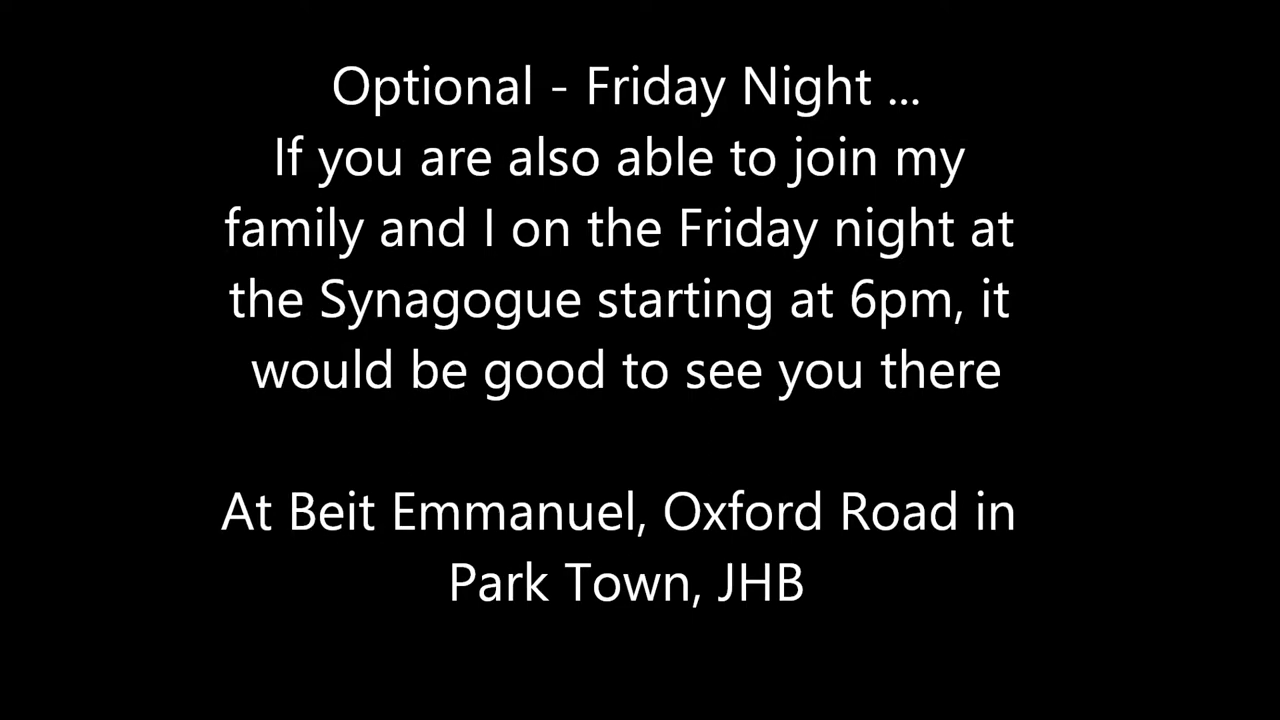 Optional - Friday Night ...
If you are also able to join my
family and I on the Friday night at
the Synagogue starting at 6pm, it
would be good to see you there
At Beit Emmanuel, Oxford Road in
Park Town, JHB